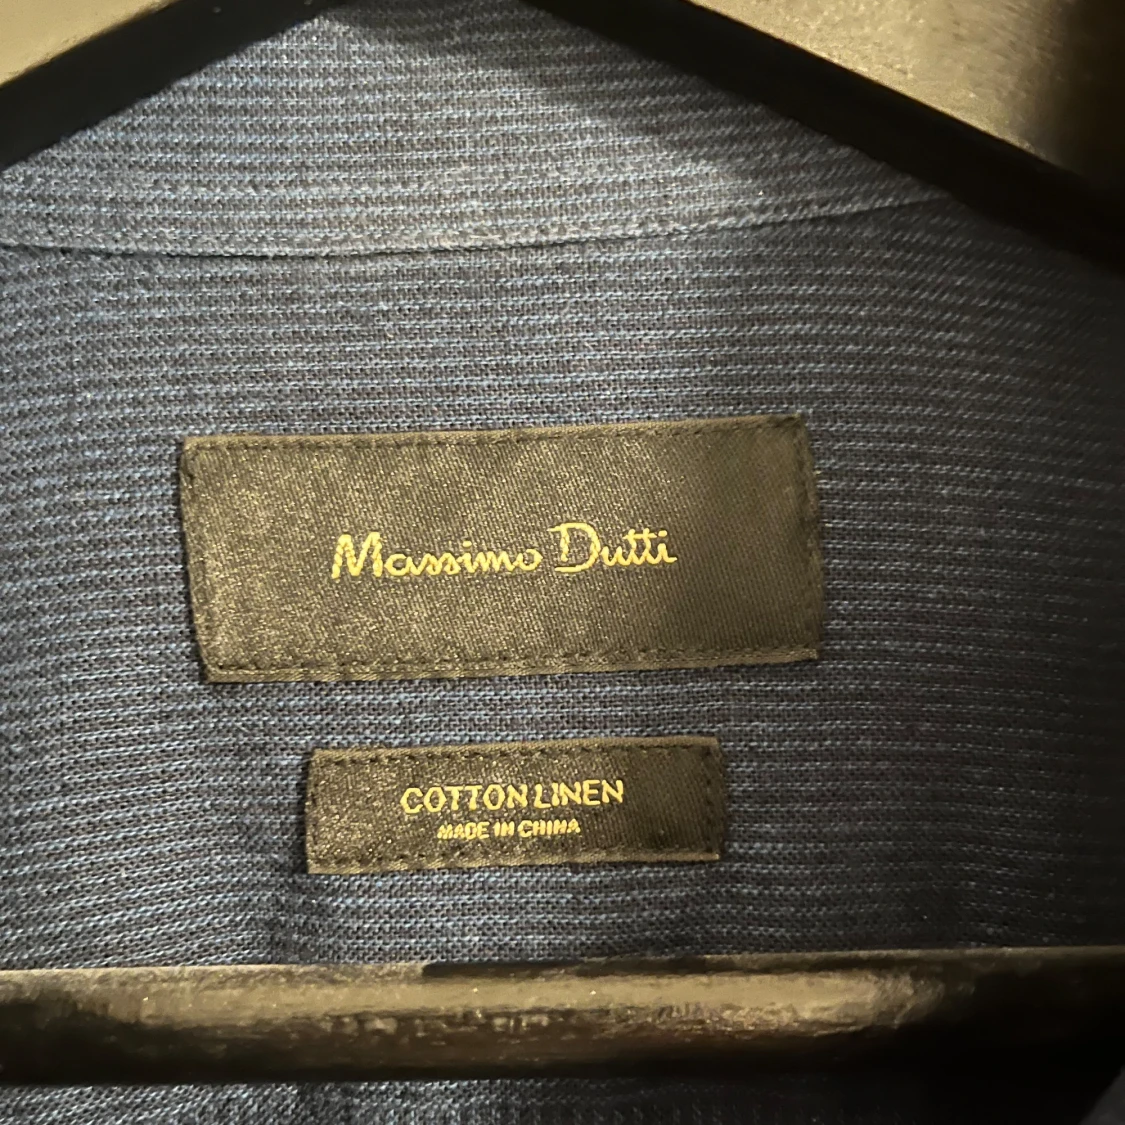 Massimo Dutti
COTTON LINEN
MADE IN CHINA